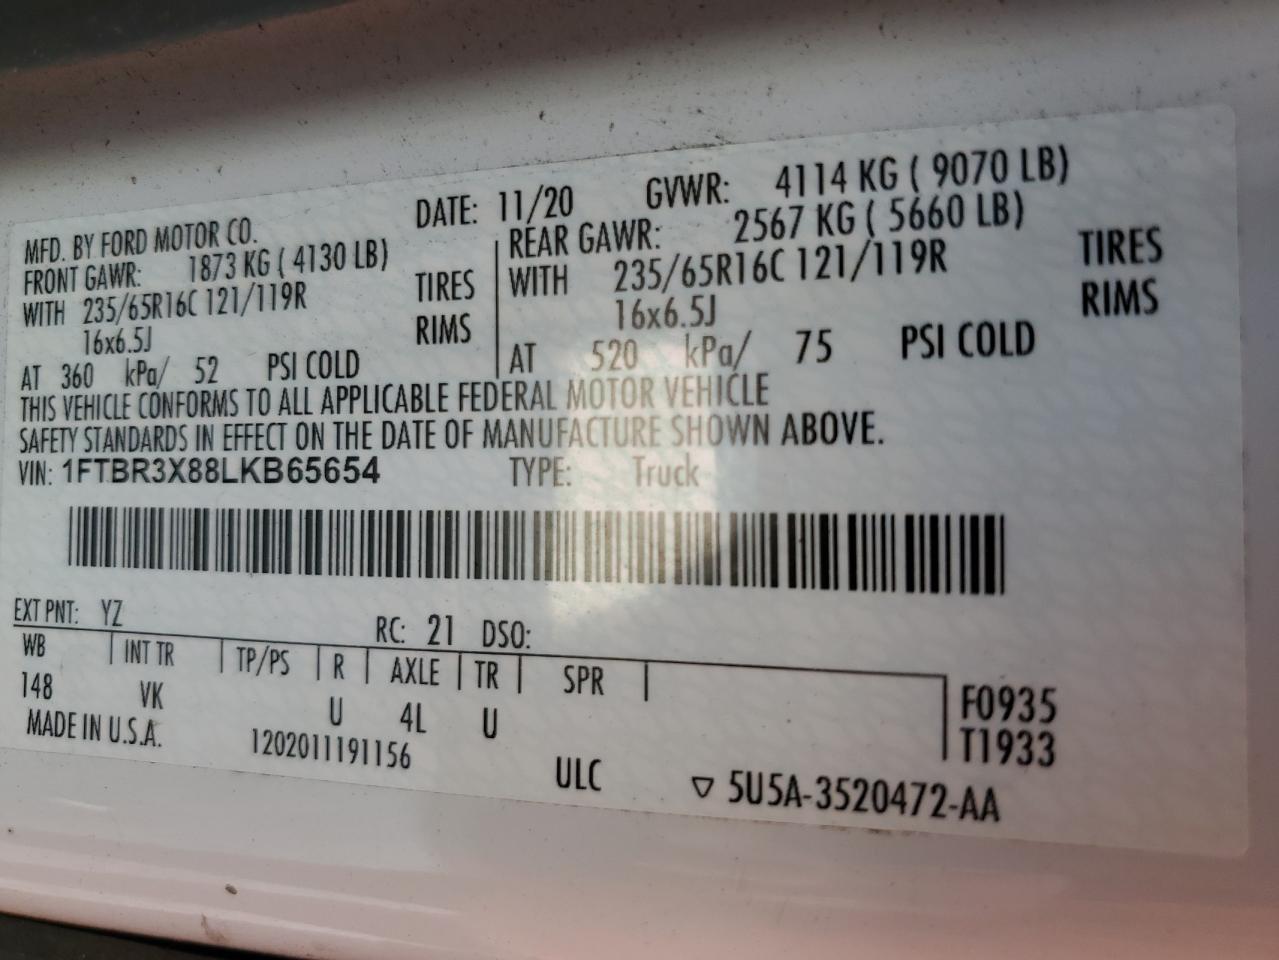 MFD. BY FORD MOTOR CO. DATE: 11/20 GVWR: 4114 KG ( 9070 LB)
FRONT GAWR: 1873 KG ( 4130 LB)
WITH 235/65R16C 121/119R TIRES
16x6.5J RIMS
AT 360 kPa/ 52 PSI COLD
REAR GAWR: 2567 KG ( 5660 LB)
WITH 235/65R16C 121/119R TIRES
16x6.5J RIMS
AT 520 kPa/ 75 PSI COLD
THIS VEHICLE CONFORMS TO ALL APPLICABLE FEDERAL MOTOR VEHICLE
SAFETY STANDARDS IN EFFECT ON THE DATE OF MANUFACTURE SHOWN ABOVE.
VIN: 1FTBR3X88LKB65654 TYPE: Truck
EXT PNT: YZ RC: 21 DSO:
WB INT TR TP/PS R AXLE TR SPR
148 VK U 4L U
F0935
T1933
MADE IN U.S.A. 1202011191156 ULC ▽ 5U5A-3520472-AA